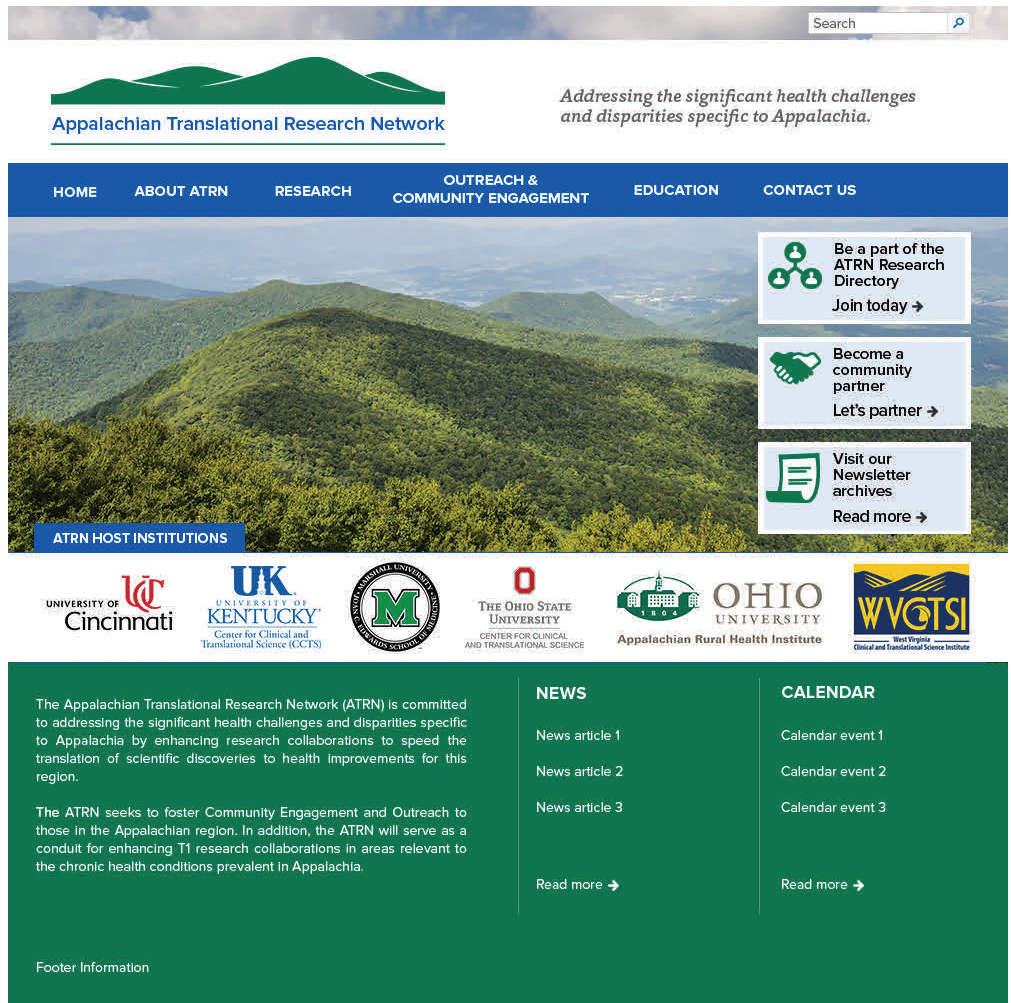 Search
Appalachian Translational Research Network
Addressing the significant health challenges
and disparities specific to Appalachia.
HOME
ABOUT ATRN
RESEARCH
OUTREACH &
COMMUNITY ENGAGEMENT
EDUCATION
CONTACT US
Be a part of the
ATRN Research
Directory
Join today
Become a
community
partner
Let's partner
Visit our
Newsletter
archives
Read more
ATRN HOST INSTITUTIONS
UC
UNIVERSITY OF
Cincinnati
UK
UNIVERSITY OF
KENTUCKY®
Center for Clinical and
Translational Science (CCTS)
MARSHALL UNIVERSITY
JOAN C. EDWARDS SCHOOL OF MEDICINE
M
O
THE OHIO STATE
UNIVERSITY
CENTER FOR CLINICAL
AND TRANSLATIONAL SCIENCE
1804
OHIO
UNIVERSITY
Appalachian Rural Health Institute
WVCTSI
West Virginia
Clinical and Translational Science Institute
The Appalachian Translational Research Network (ATRN) is committed
to addressing the significant health challenges and disparities specific
to Appalachia by enhancing research collaborations to speed the
translation of scientific discoveries to health improvements for this
region.
The ATRN seeks to foster Community Engagement and Outreach to
those in the Appalachian region. In addition, the ATRN will serve as a
conduit for enhancing T1 research collaborations in areas relevant to
the chronic health conditions prevalent in Appalachia.
NEWS
News article 1
News article 2
News article 3
Read more
CALENDAR
Calendar event 1
Calendar event 2
Calendar event 3
Read more
Footer Information